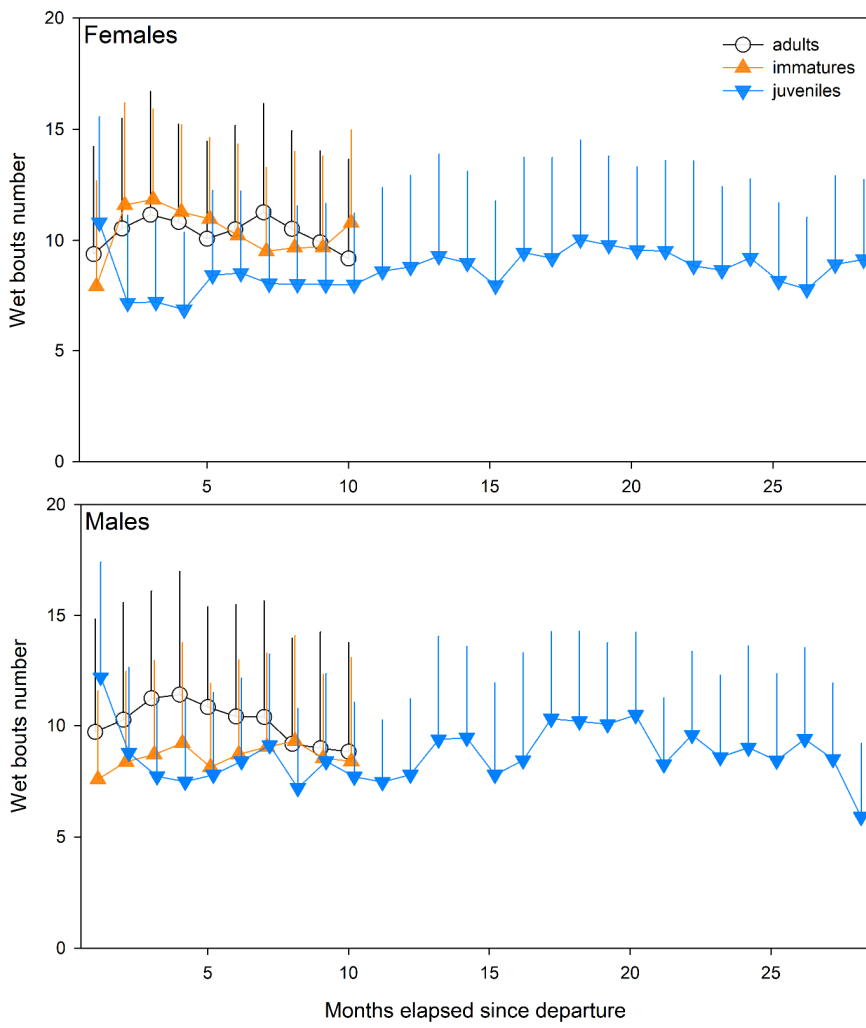 Females
adults
immatures
juveniles
Wet bouts number
20
15
10
5
0
5 10 15 20 25
Males
Wet bouts number
20
15
10
5
0
5 10 15 20 25
Months elapsed since departure